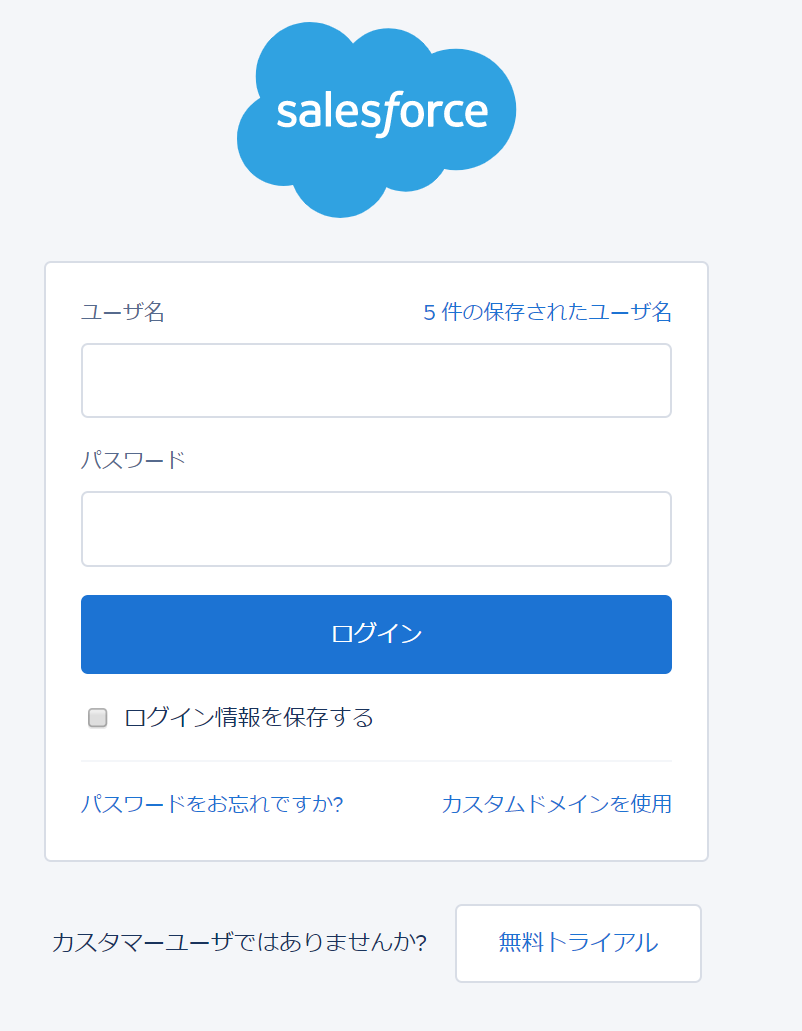 salesforce
ユーザ名 5 件の保存されたユーザ名
パスワード
ログイン
ログイン情報を保存する
パスワードをお忘れですか? カスタムドメインを使用
カスタマーユーザではありませんか? 無料トライアル